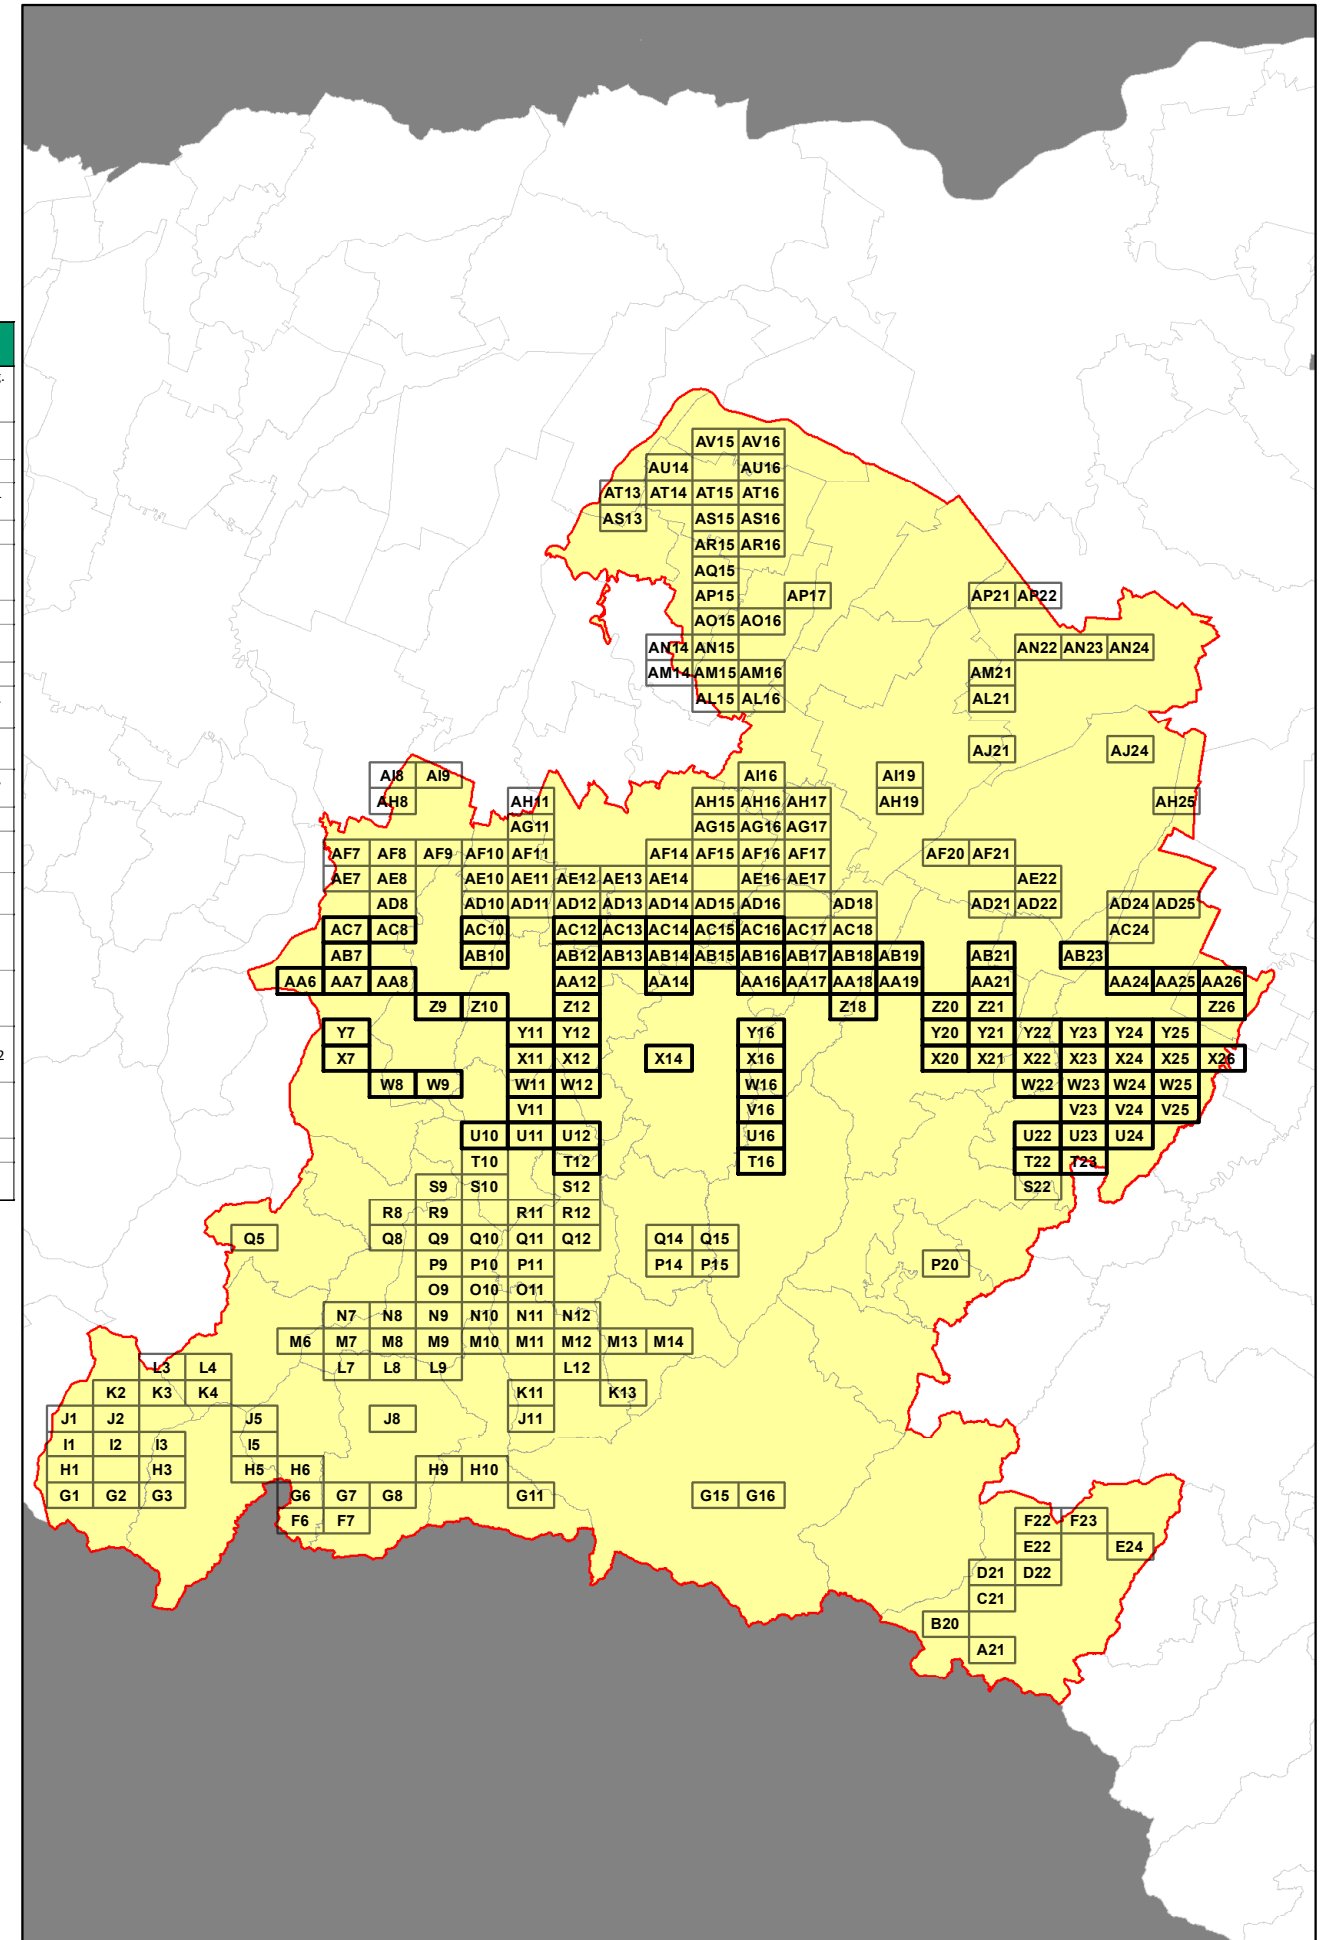 AV15 AV16
AU14 AU16
AT13 AT14 AT15 AT16
AS13 AS15 AS16
AR15 AR16
AQ15
AP15 AP17 AP21 AP22
AO15 AO16
AN14 AN15 AN22 AN23 AN24
AM14 AM15 AM16 AM21
AL15 AL16 AL21
AJ21 AJ24
AI8 AI9 AI16 AI19
AH8 AH11 AH15 AH16 AH17 AH19 AH25
AG11 AG15 AG16 AG17
AF7 AF8 AF9 AF10 AF11 AF14 AF15 AF16 AF17 AF20 AF21
AE7 AE8 AE10 AE11 AE12 AE13 AE14 AE16 AE17 AE22
AD8 AD10 AD11 AD12 AD13 AD14 AD15 AD16 AD18 AD21 AD22 AD24 AD25
AC7 AC8 AC10 AC12 AC13 AC14 AC15 AC16 AC17 AC18 AC24
AB7 AB10 AB12 AB13 AB14 AB15 AB16 AB17 AB18 AB19 AB21 AB23
AA6 AA7 AA8 AA12 AA14 AA16 AA17 AA18 AA19 AA21 AA24 AA25 AA26
Z9 Z10 Z12 Z18 Z20 Z21 Z26
Y7 Y11 Y12 Y16 Y20 Y21 Y22 Y23 Y24 Y25
2
X7 X11 X12 X14 X16 X20 X21 X22 X23 X24 X25 X26
W8 W9 W11 W12 W16 W22 W23 W24 W25
V11 V16 V23 V24 V25
U10 U11 U12 U16 U22 U23 U24
T10 T12 T16 T22 T23
S9 S10 S12 S22
R8 R9 R11 R12
Q5 Q8 Q9 Q10 Q11 Q12 Q14 Q15
P9 P10 P11 P14 P15 P20
O9 O10 O11
N7 N8 N9 N10 N11 N12
M6 M7 M8 M9 M10 M11 M12 M13 M14
L3 L4 L7 L8 L9 L12
K2 K3 K4 K11 K13
J1 J2 J5 J8 J11
I1 I2 I3 I5
H1 H3 H5 H6 H9 H10
G1 G2 G3 G6 G7 G8 G11 G15 G16
F6 F7 F22 F23
E22 E24
D21 D22
C21
B20
A21